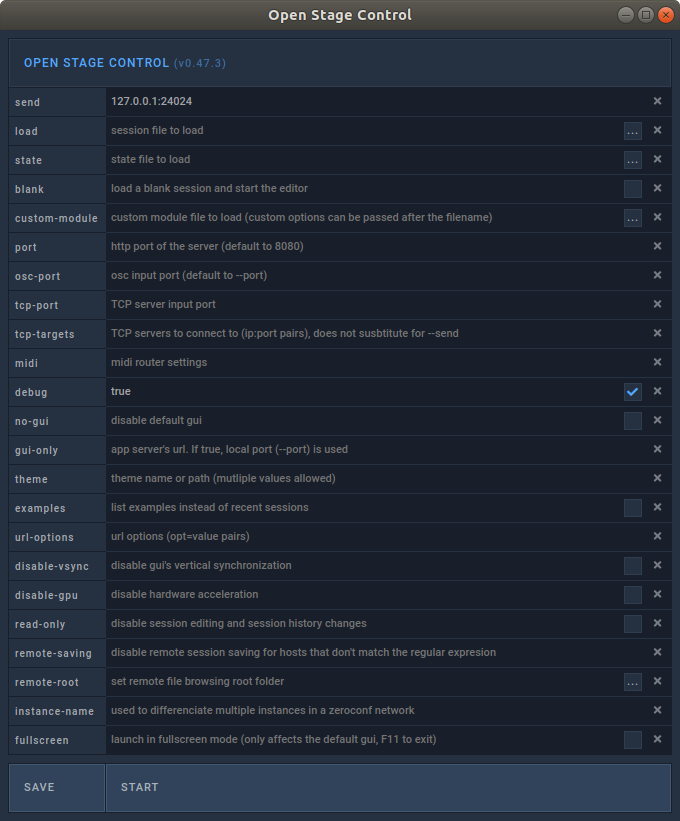 Open Stage Control
OPEN STAGE CONTROL (v0.47.3)
send 127.0.0.1:24024
load session file to load ...
state state file to load ...
blank load a blank session and start the editor
custom-module custom module file to load (custom options can be passed after the filename) ...
port http port of the server (default to 8080)
osc-port osc input port (default to --port)
tcp-port TCP server input port
tcp-targets TCP servers to connect to (ip:port pairs), does not susbtitute for --send
midi midi router settings
debug true
no-gui disable default gui
gui-only app server's url. If true, local port (--port) is used
theme theme name or path (mutliple values allowed)
examples list examples instead of recent sessions
url-options url options (opt=value pairs)
disable-vsync disable gui's vertical synchronization
disable-gpu disable hardware acceleration
read-only disable session editing and session history changes
remote-saving disable remote session saving for hosts that don't match the regular expresion
remote-root set remote file browsing root folder ...
instance-name used to differenciate multiple instances in a zeroconf network
fullscreen launch in fullscreen mode (only affects the default gui, F11 to exit)
SAVE START